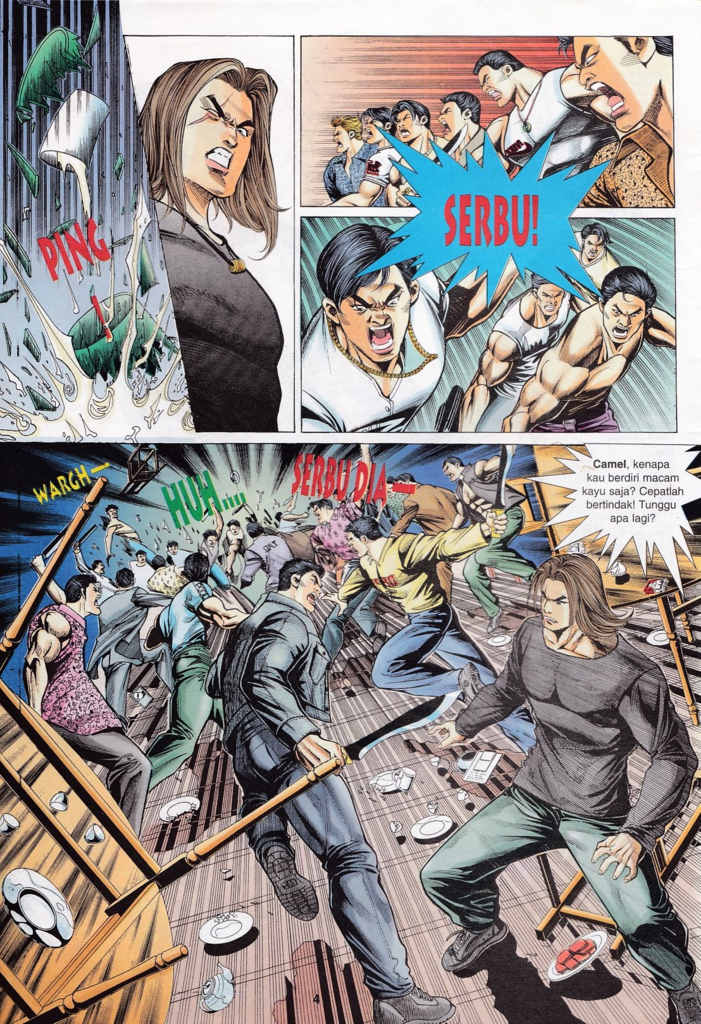 PING
!
SERBU!
WARGH—
HUH....
SERBU DIA—
Camel, kenapa
kau berdiri macam
kayu saja? Cepatlah
bertindak! Tunggu
apa lagi?
4